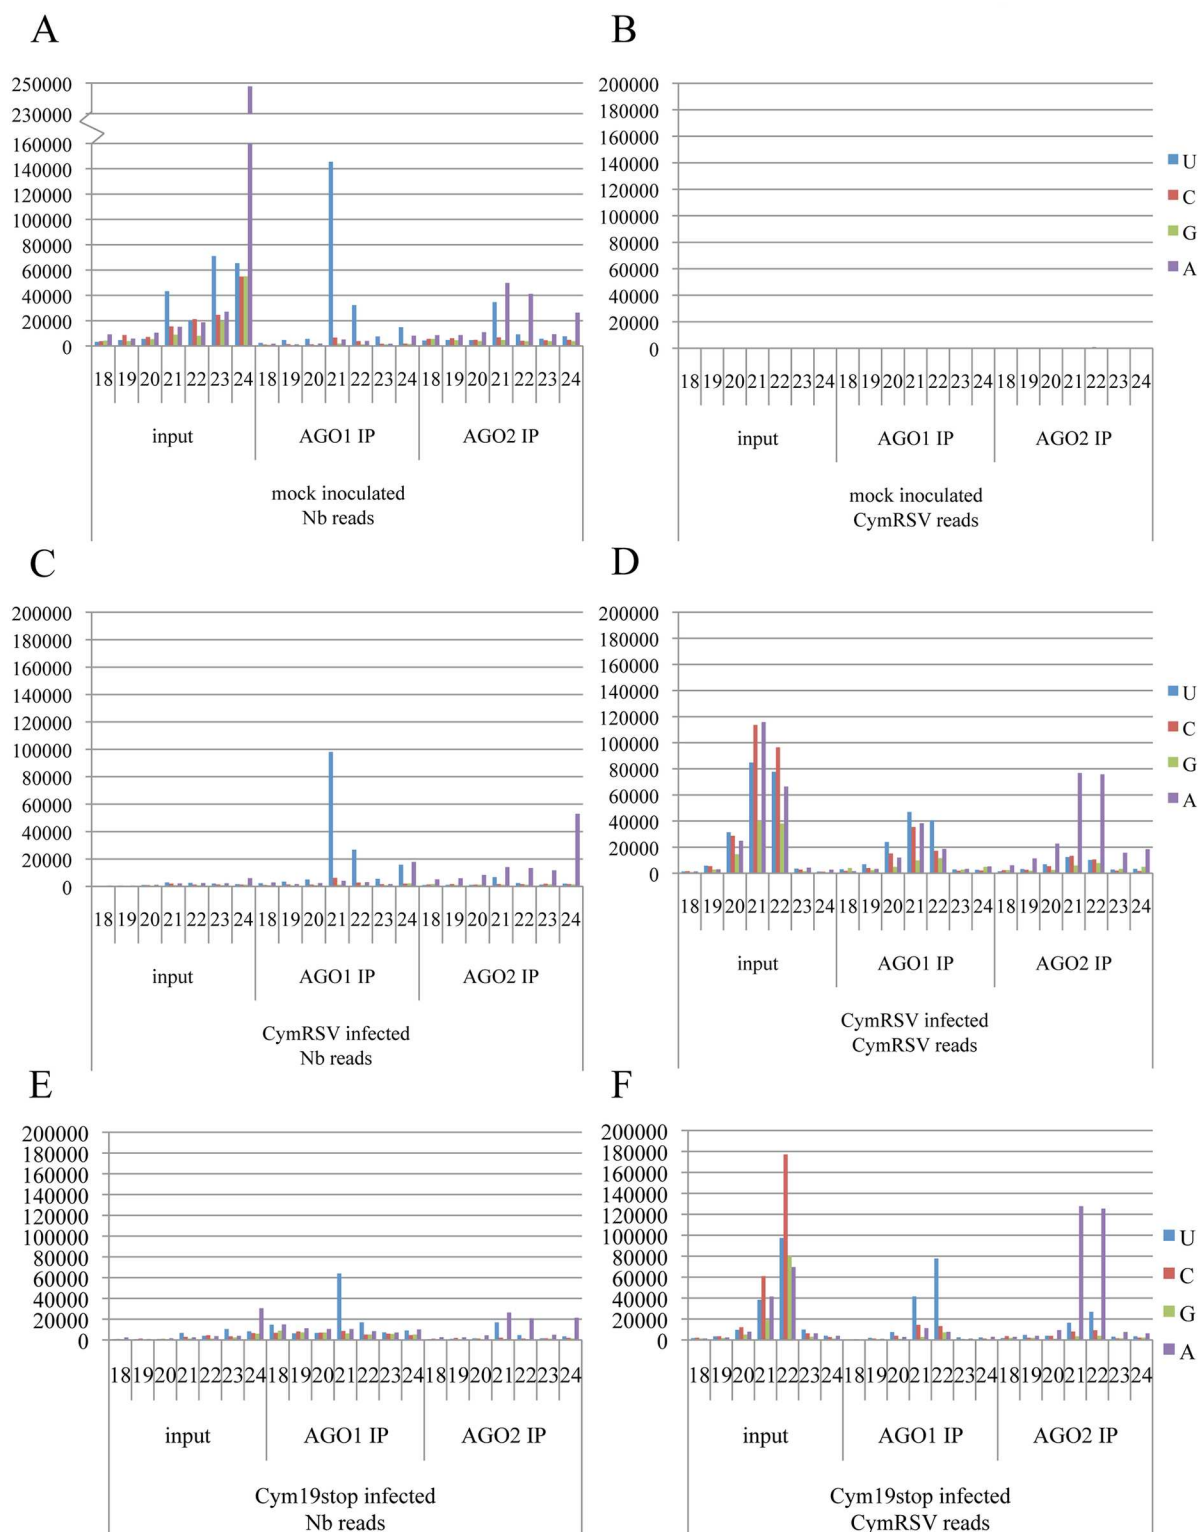 A
250000
230000
160000
140000
120000
100000
80000
60000
40000
20000
0
18 19 20 21 22 23 24 18 19 20 21 22 23 24 18 19 20 21 22 23 24
input AGO1 IP AGO2 IP
mock inoculated
Nb reads
B
200000
180000
160000
140000
120000
100000
80000
60000
40000
20000
0
18 19 20 21 22 23 24 18 19 20 21 22 23 24 18 19 20 21 22 23 24
input AGO1 IP AGO2 IP
mock inoculated
CymRSV reads
U
C
G
A
C
200000
180000
160000
140000
120000
100000
80000
60000
40000
20000
0
18 19 20 21 22 23 24 18 19 20 21 22 23 24 18 19 20 21 22 23 24
input AGO1 IP AGO2 IP
CymRSV infected
Nb reads
D
200000
180000
160000
140000
120000
100000
80000
60000
40000
20000
0
18 19 20 21 22 23 24 18 19 20 21 22 23 24 18 19 20 21 22 23 24
input AGO1 IP AGO2 IP
CymRSV infected
CymRSV reads
U
C
G
A
E
200000
180000
160000
140000
120000
100000
80000
60000
40000
20000
0
18 19 20 21 22 23 24 18 19 20 21 22 23 24 18 19 20 21 22 23 24
input AGO1 IP AGO2 IP
Cym19stop infected
Nb reads
F
200000
180000
160000
140000
120000
100000
80000
60000
40000
20000
0
18 19 20 21 22 23 24 18 19 20 21 22 23 24 18 19 20 21 22 23 24
input AGO1 IP AGO2 IP
Cym19stop infected
CymRSV reads
U
C
G
A